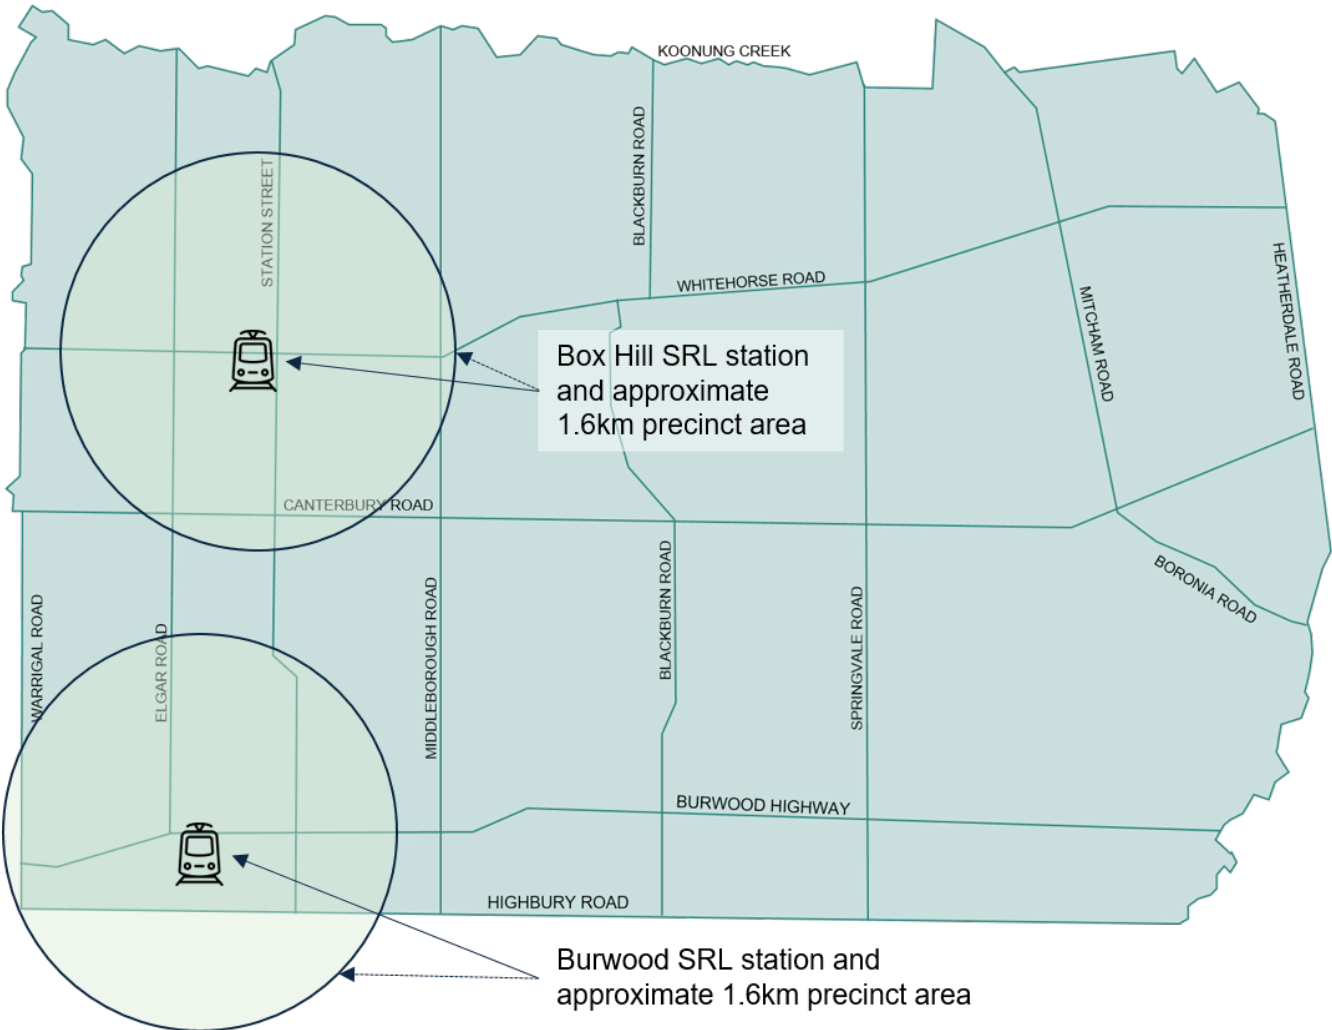 KOONUNG CREEK
BLACKBURN ROAD
STATION STREET
WHITEHORSE ROAD
HEATHERDALE ROAD
MITCHAM ROAD
Box Hill SRL station
and approximate
1.6km precinct area
CANTERBURY ROAD
BORONIA ROAD
WARRIGAL ROAD
ELGAR ROAD
MIDDLEBOROUGH ROAD
BLACKBURN ROAD
SPRINGVALE ROAD
BURWOOD HIGHWAY
HIGHBURY ROAD
Burwood SRL station and
approximate 1.6km precinct area